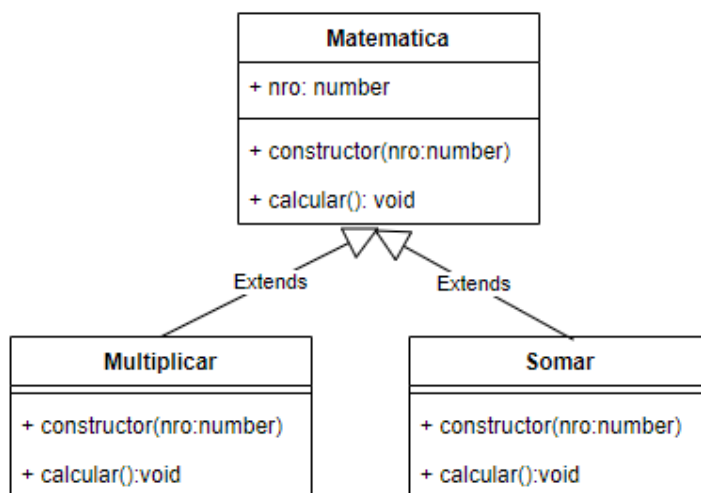 Matematica
+ nro: number
+ constructor(nro:number)
+ calcular(): void
Extends
Extends
Multiplicar
+ constructor(nro:number)
+ calcular():void
Somar
+ constructor(nro:number)
+ calcular():void